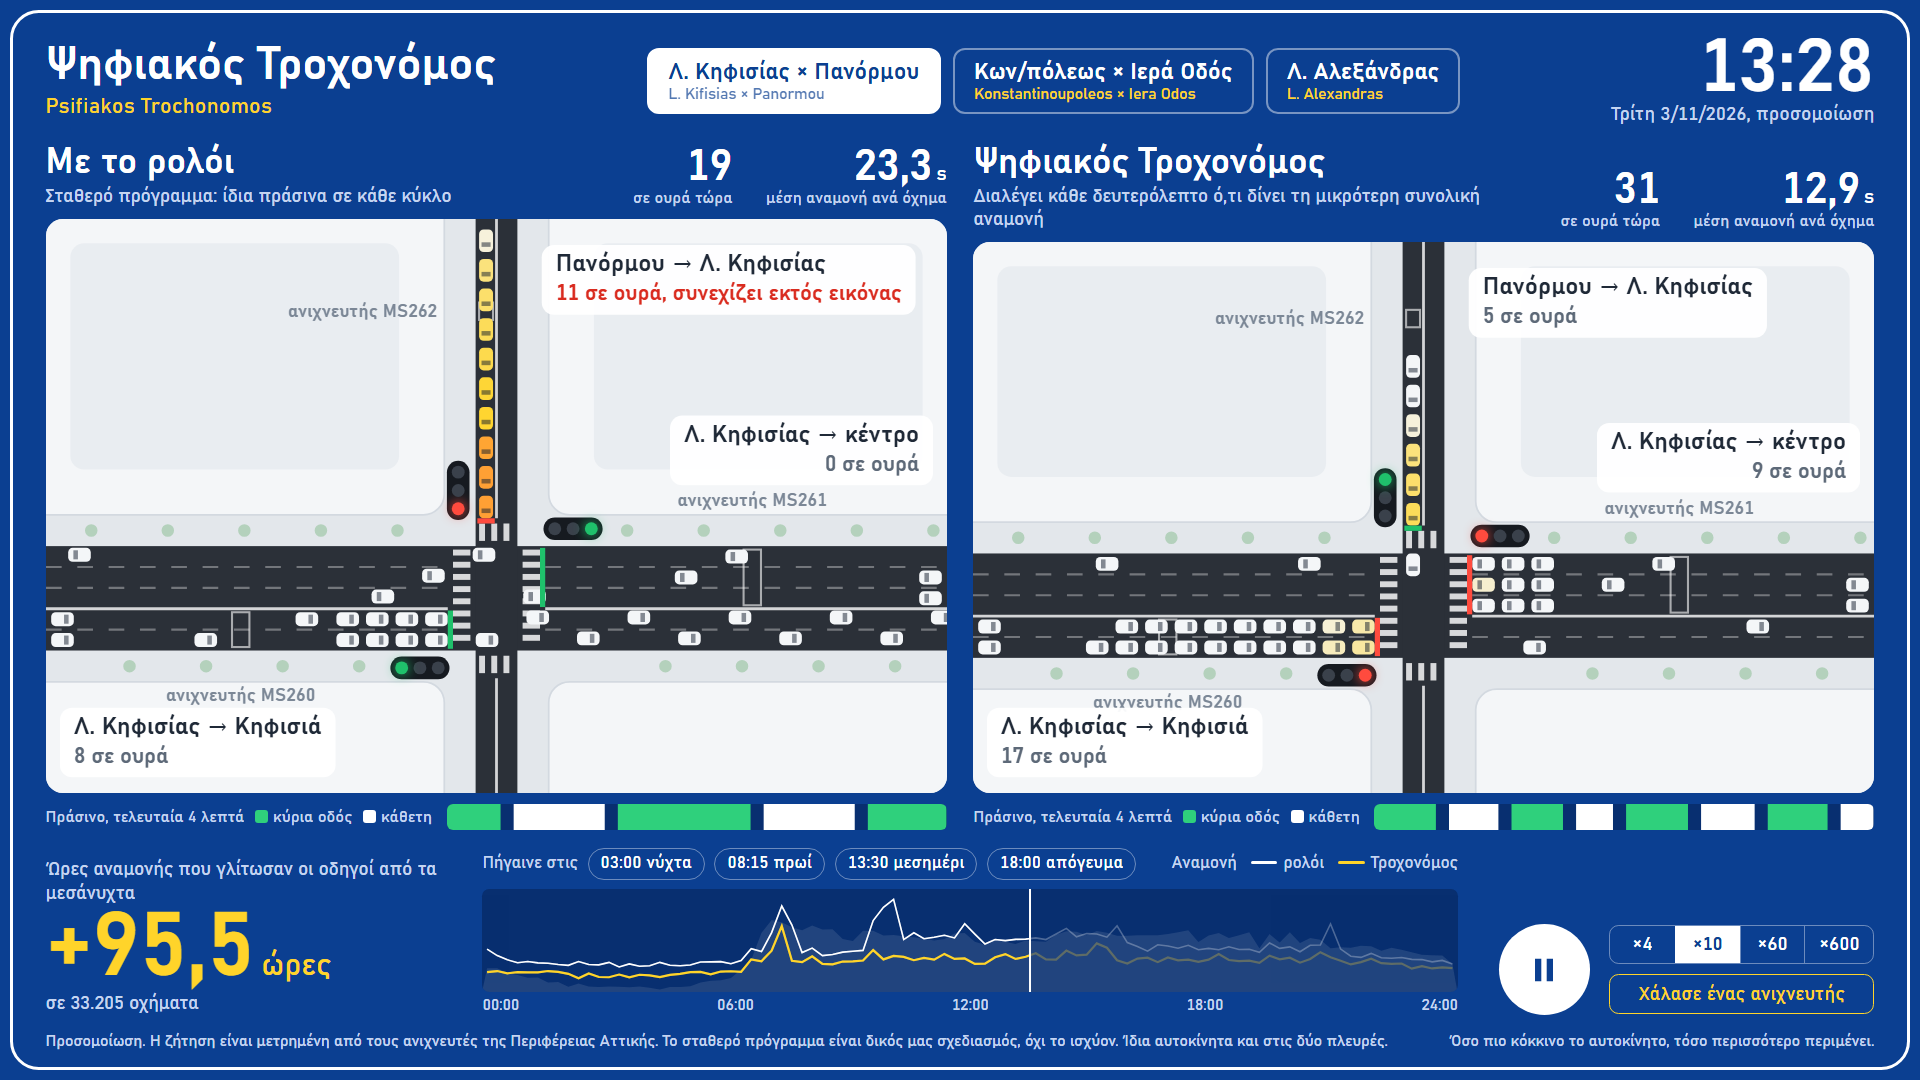 Ψηφιακός Τροχονόμος
Psifiakos Trochonomos
Λ. Κηφισίας × Πανόρμου
L. Kifisias × Panormou
Κων/πόλεως × Ιερά Οδός
Konstantinoupoleos × Iera Odos
Λ. Αλεξάνδρας
L. Alexandras
13:28
Τρίτη 3/11/2026, προσομοίωση
Με το ρολόι
Σταθερό πρόγραμμα: ίδια πράσινα σε κάθε κύκλο
19
σε ουρά τώρα
23,3 s
μέση αναμονή ανά όχημα
Ψηφιακός Τροχονόμος
Διαλέγει κάθε δευτερόλεπτο ό,τι δίνει τη μικρότερη συνολική
αναμονή
31
σε ουρά τώρα
12,9 s
μέση αναμονή ανά όχημα
Πανόρμου → Λ. Κηφισίας
11 σε ουρά, συνεχίζει εκτός εικόνας
ανιχνευτής MS262
Λ. Κηφισίας → κέντρο
0 σε ουρά
ανιχνευτής MS261
ανιχνευτής MS260
Λ. Κηφισίας → Κηφισιά
8 σε ουρά
Πανόρμου → Λ. Κηφισίας
5 σε ουρά
ανιχνευτής MS262
Λ. Κηφισίας → κέντρο
9 σε ουρά
ανιχνευτής MS261
ανιχνευτής MS260
Λ. Κηφισίας → Κηφισιά
17 σε ουρά
Πράσινο, τελευταία 4 λεπτά κύρια οδός κάθετη
Πράσινο, τελευταία 4 λεπτά κύρια οδός κάθετη
Ώρες αναμονής που γλίτωσαν οι οδηγοί από τα
μεσάνυχτα
+95,5 ώρες
σε 33.205 οχήματα
Πήγαινε στις 03:00 νύχτα 08:15 πρωί 13:30 μεσημέρι 18:00 απόγευμα
Αναμονή ρολόι Τροχονόμος
00:00 06:00 12:00 18:00 24:00
×4 ×10 ×60 ×600
Χάλασε ένας ανιχνευτής
Προσομοίωση. Η ζήτηση είναι μετρημένη από τους ανιχνευτές της Περιφέρειας Αττικής. Το σταθερό πρόγραμμα είναι δικός μας σχεδιασμός, όχι το ισχύον. Ίδια αυτοκίνητα και στις δύο πλευρές.
Όσο πιο κόκκινο το αυτοκίνητο, τόσο περισσότερο περιμένει.